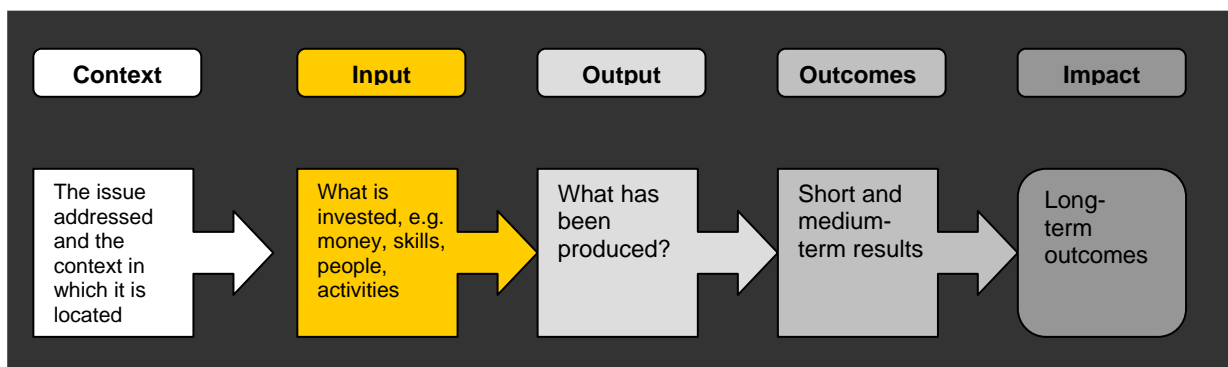 Context
Input
Output
Outcomes
Impact
The issue
addressed
and the
context in
which it is
located
What is
invested, e.g.
money, skills,
people,
activities
What has
been
produced?
Short and
medium-
term results
Long-
term
outcomes